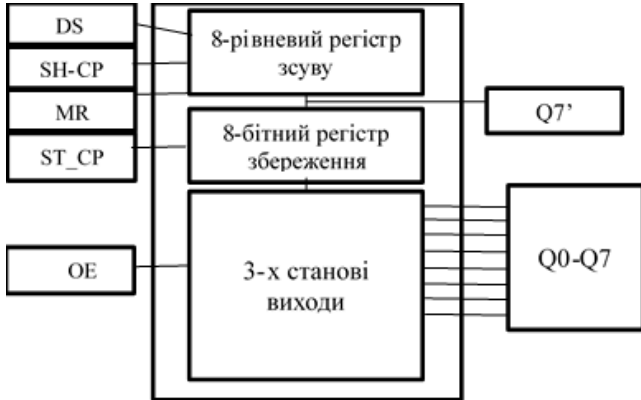 DS
SH-CP
MR
ST_CP
OE
8-рівневий регістр
зсуву
8-бітний регістр
збереження
3-х станові
виходи
Q7’
Q0-Q7